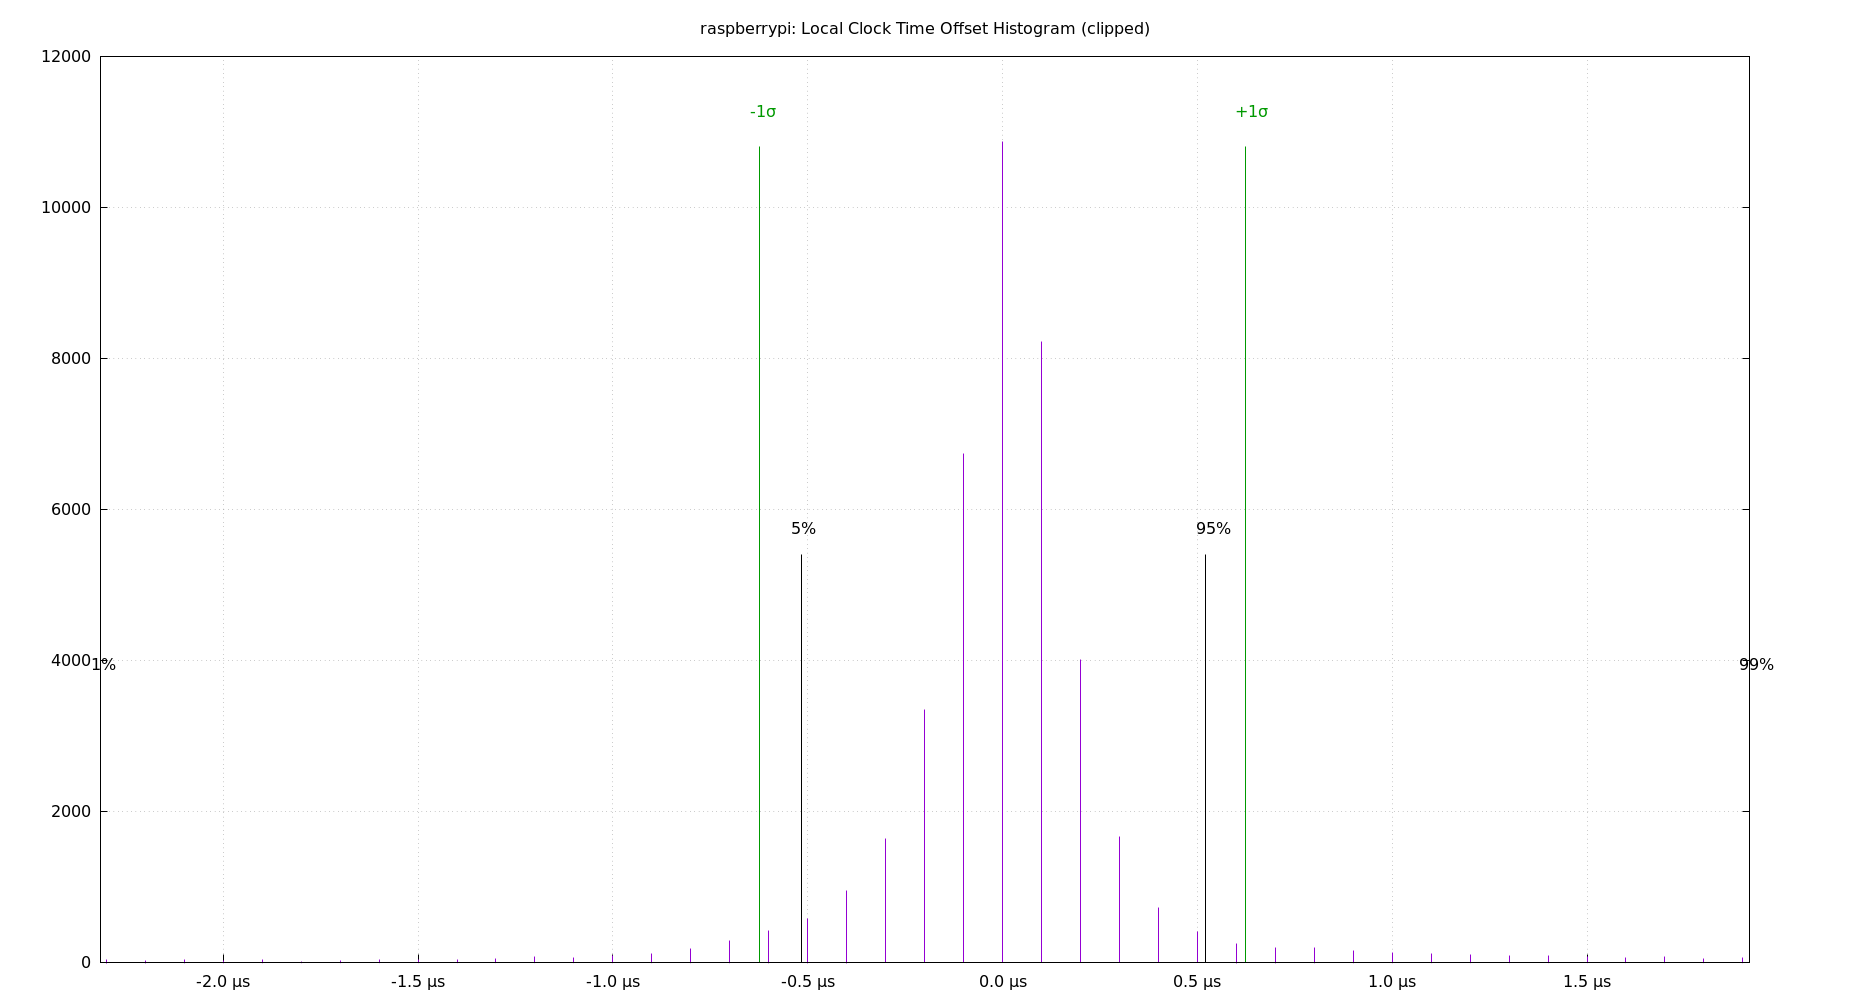 raspberrypi: Local Clock Time Offset Histogram (clipped)
12000
-1σ
+1σ
10000
8000
6000
5%
95%
4000
1%
99%
2000
0
-2.0 μs
-1.5 μs
-1.0 μs
-0.5 μs
0.0 μs
0.5 μs
1.0 μs
1.5 μs